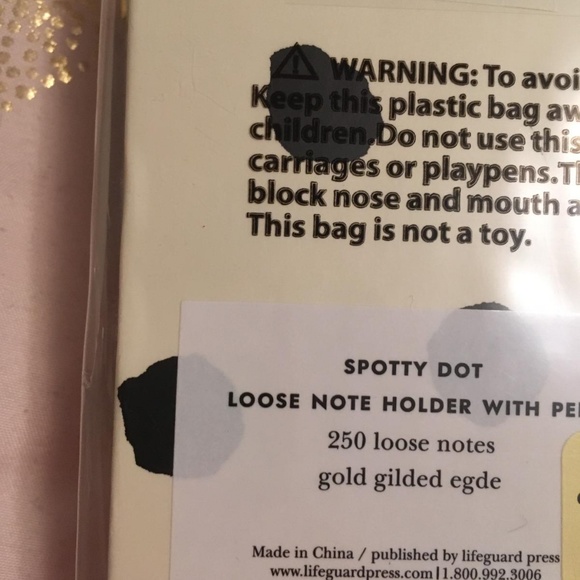 WARNING: To avoi
Keep this plastic bag aw
children.Do not use this
carriages or playpens.Th
block nose and mouth a
This bag is not a toy.
SPOTTY DOT
LOOSE NOTE HOLDER WITH PE
250 loose notes
gold gilded egde
Made in China / published by lifeguard press
www.lifeguardpress.com|1.800.992.3006